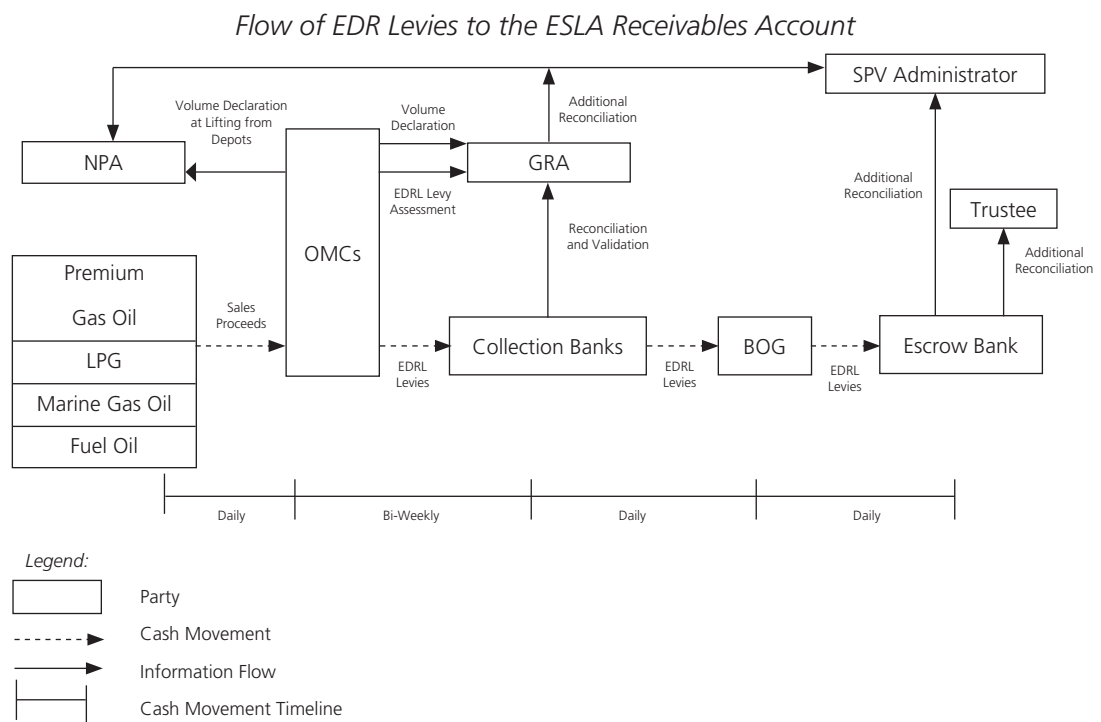 Flow of EDR Levies to the ESLA Receivables Account
SPV Administrator
Volume Declaration
at Lifting from
Depots
Volume
Declaration
Additional
Reconciliation
NPA
GRA
EDRL Levy
Assessment
Additional
Reconciliation
Trustee
OMCs
Reconciliation
and Validation
Additional
Reconciliation
Premium
Gas Oil
LPG
Marine Gas Oil
Fuel Oil
Sales
Proceeds
EDRL
Levies
Collection Banks
EDRL
Levies
BOG
EDRL
Levies
Escrow Bank
Daily
Bi-Weekly
Daily
Daily
Legend:
Party
Cash Movement
Information Flow
Cash Movement Timeline